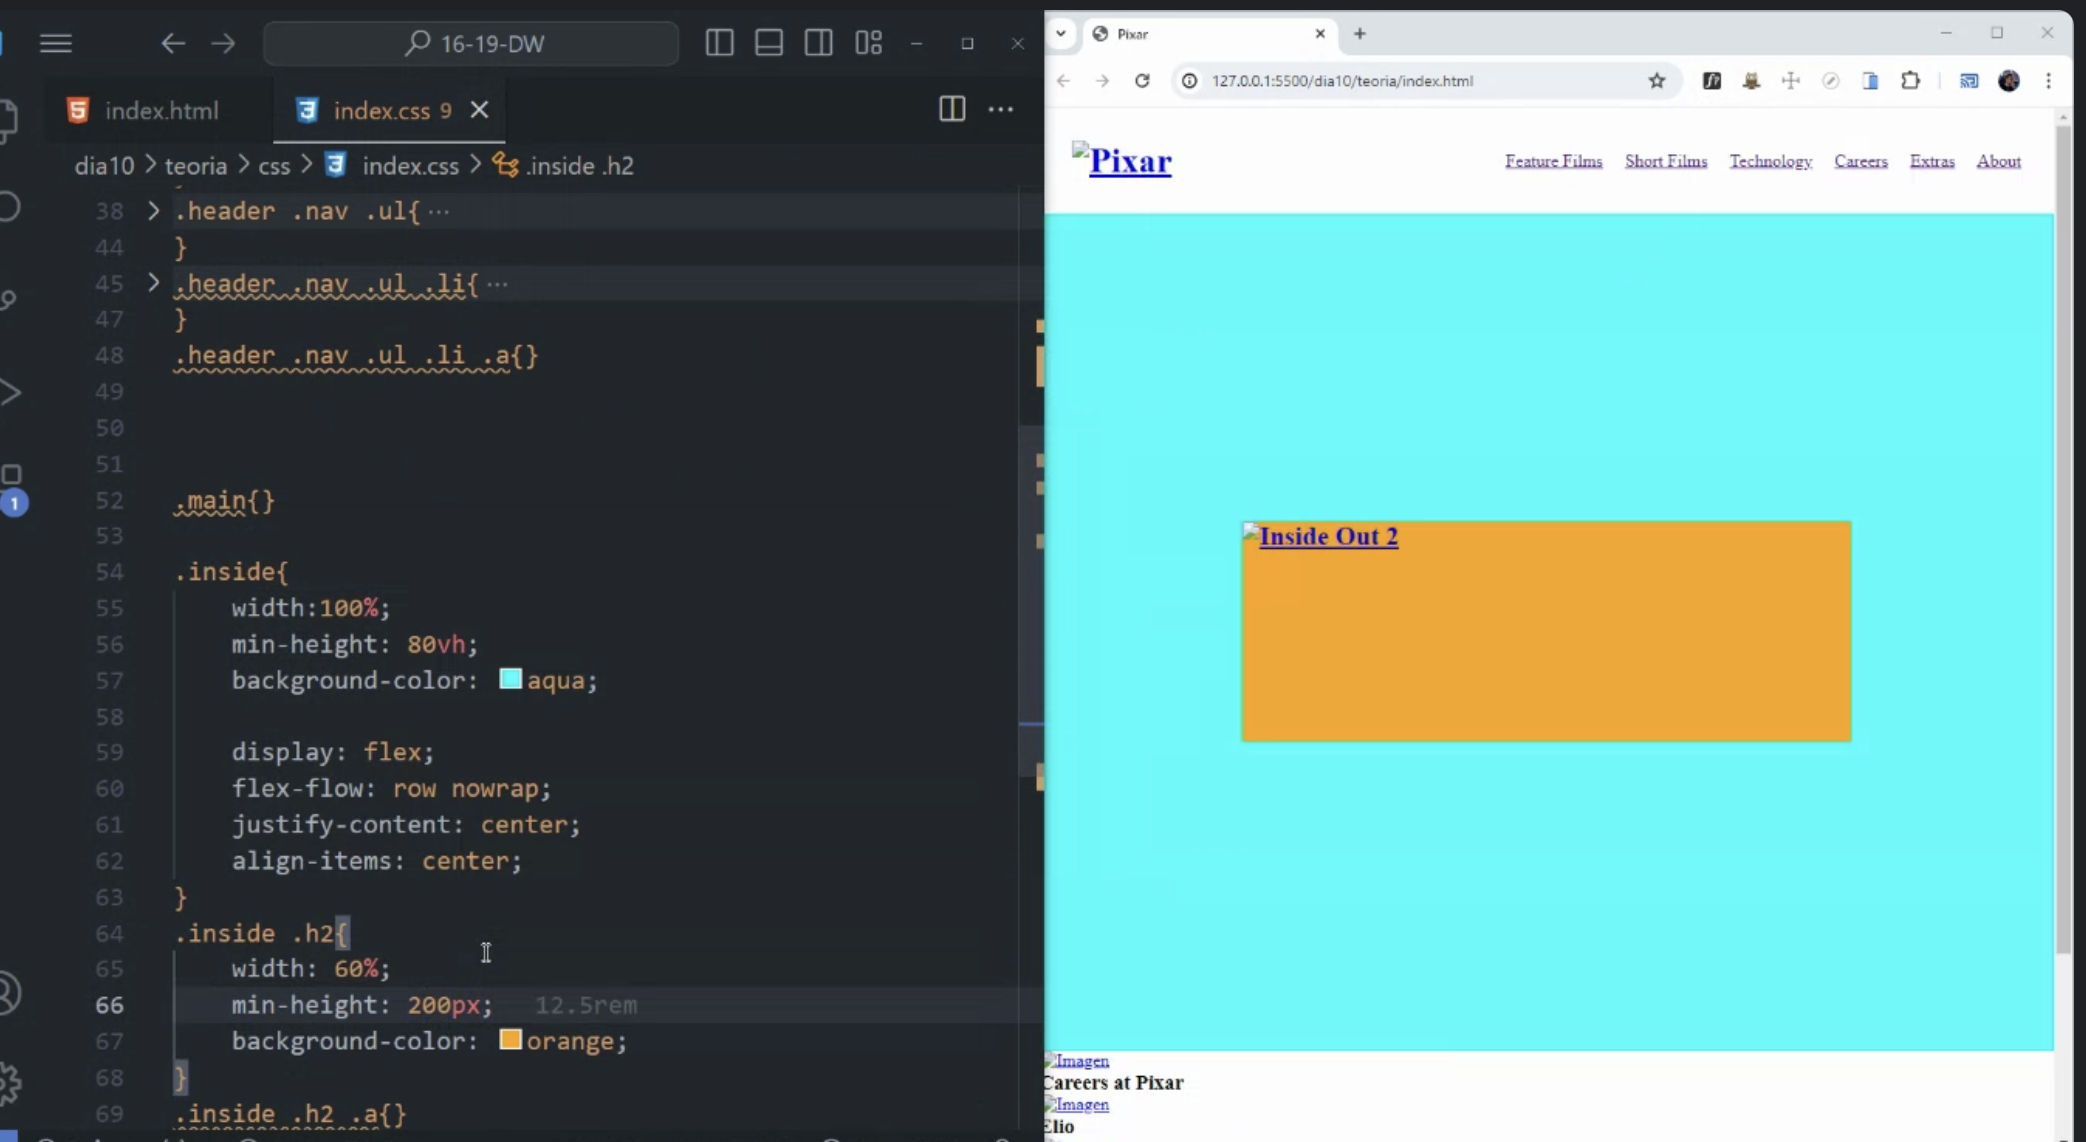 16-19-DW
index.html
index.css 9
dia10 > teoria > css > index.css > .inside .h2
38 > .header .nav .ul{ ···
44 }
45 > .header .nav .ul .li{ ···
47 }
48 .header .nav .ul .li .a{}
49
50
51
52 .main{}
53
54 .inside{
55 width:100%;
56 min-height: 80vh;
57 background-color: aqua;
58
59 display: flex;
60 flex-flow: row nowrap;
61 justify-content: center;
62 align-items: center;
63 }
64 .inside .h2{
65 width: 60%;
66 min-height: 200px; 12.5rem
67 background-color: orange;
68 }
69 .inside .h2 .a{}
1
Pixar
127.0.0.1:5500/dia10/teoria/index.html
Pixar
Feature Films Short Films Technology Careers Extras About
Inside Out 2
Imagen
Careers at Pixar
Imagen
Elio